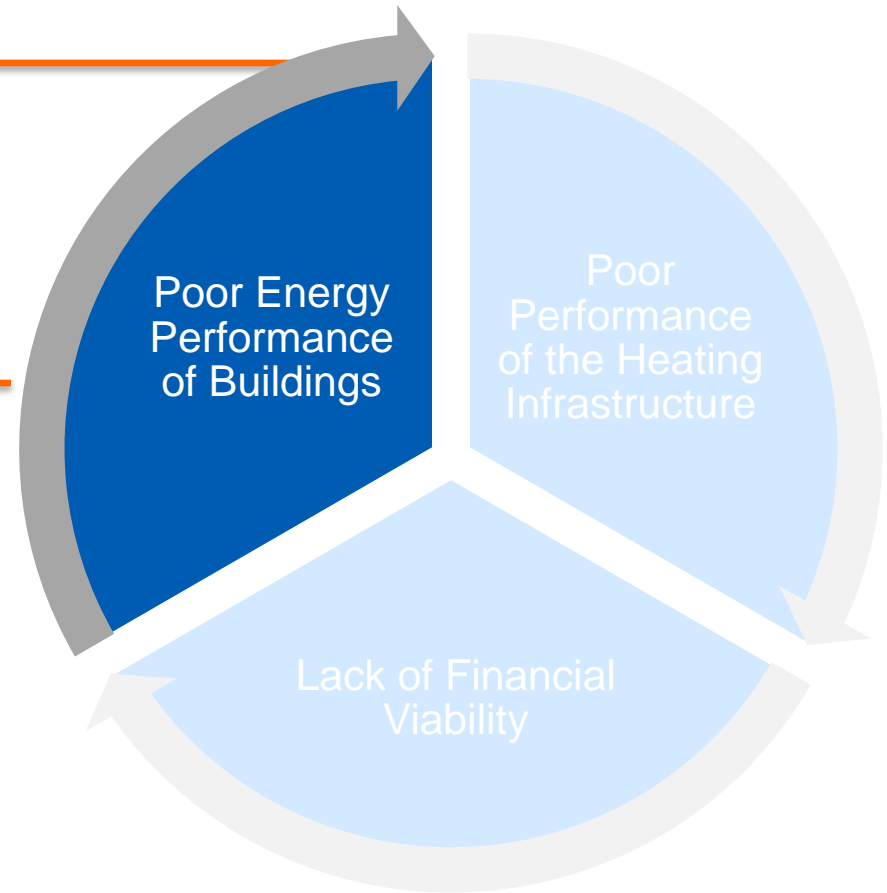 Poor Energy
Performance
of Buildings
Poor
Performance
of the Heating
Infrastructure
Lack of Financial
Viability